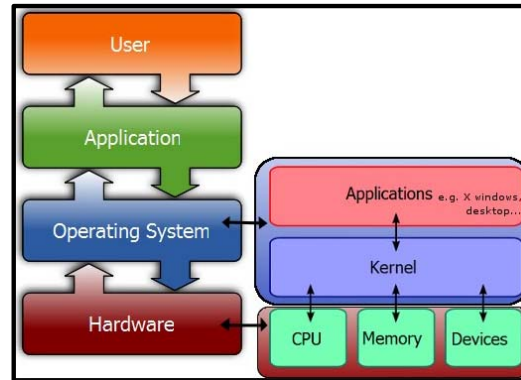 User
Application
Operating System
Hardware
Applications e.g. X windows,
desktop...
Kernel
CPU
Memory
Devices